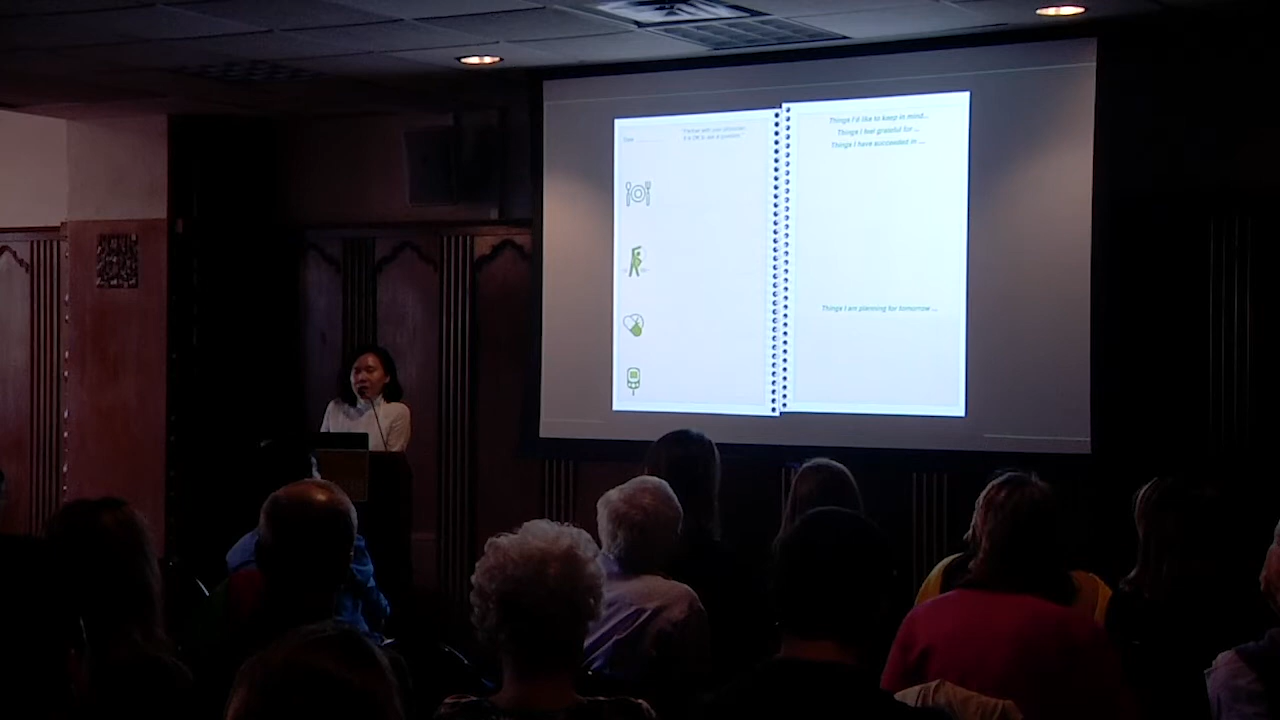 Date
Things I'd like to keep in mind...
Things I feel grateful for ...
Things I have succeeded in ...
Things I am planning for tomorrow ...